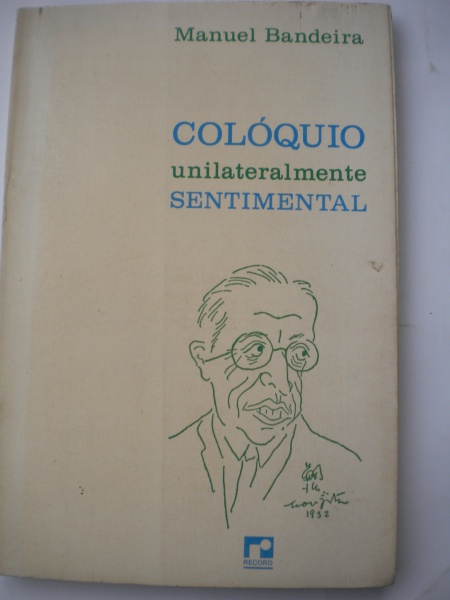 Manuel Bandeira
COLÓQUIO
unilateralmente
SENTIMENTAL
1932
RECORD